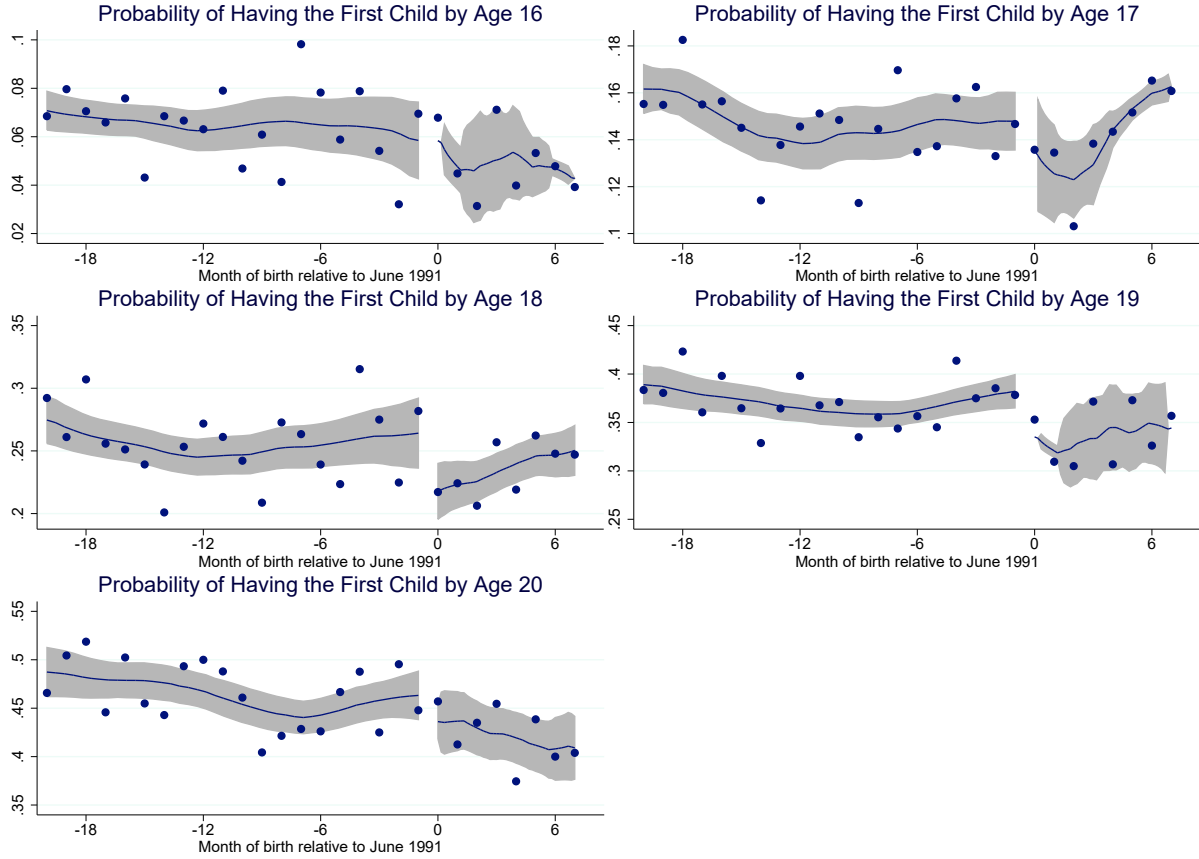 Probability of Having the First Child by Age 16
.1
.08
.06
.04
.02
-18 -12 -6 0 6
Month of birth relative to June 1991
Probability of Having the First Child by Age 17
.18
.16
.14
.12
.1
-18 -12 -6 0 6
Month of birth relative to June 1991
Probability of Having the First Child by Age 18
.35
.3
.25
.2
-18 -12 -6 0 6
Month of birth relative to June 1991
Probability of Having the First Child by Age 19
.45
.4
.35
.3
.25
-18 -12 -6 0 6
Month of birth relative to June 1991
Probability of Having the First Child by Age 20
.55
.5
.45
.4
.35
-18 -12 -6 0 6
Month of birth relative to June 1991